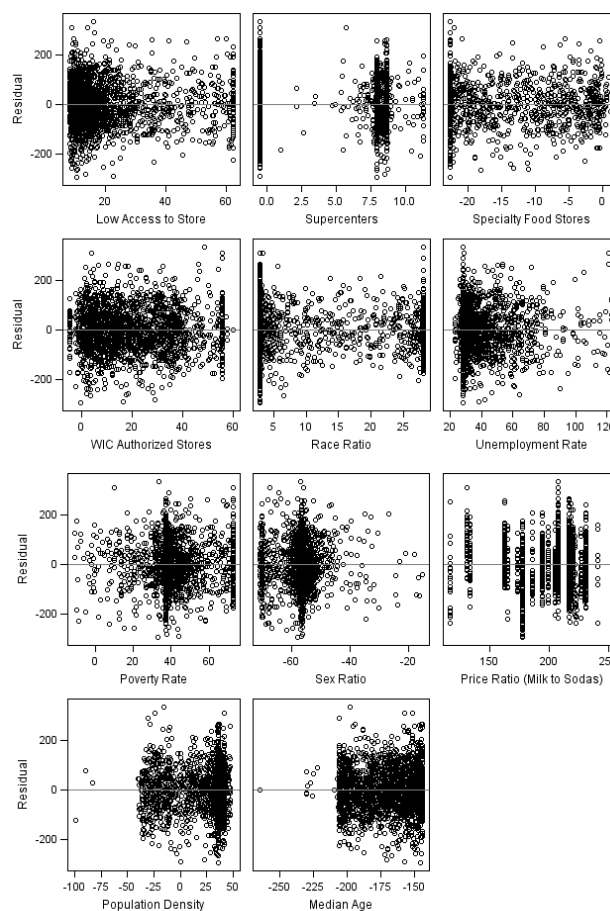 200
0
-200
Residual
20 40 60
Low Access to Store
0.0 2.5 5.0 7.5 10.0
Supercenters
-20 -15 -10 -5 0
Specialty Food Stores
200
0
-200
Residual
0 20 40 60
WIC Authorized Stores
5 10 15 20 25
Race Ratio
20 40 60 80 100
Unemployment Rate
200
0
-200
Residual
0 20 40 60
Poverty Rate
-60 -40 -20
Sex Ratio
150 200
Price Ratio (Milk to Sodas)
200
0
-200
Residual
-100 -75 -50 -25 0 25 50
Population Density
-250 -225 -200 -175 -150
Median Age